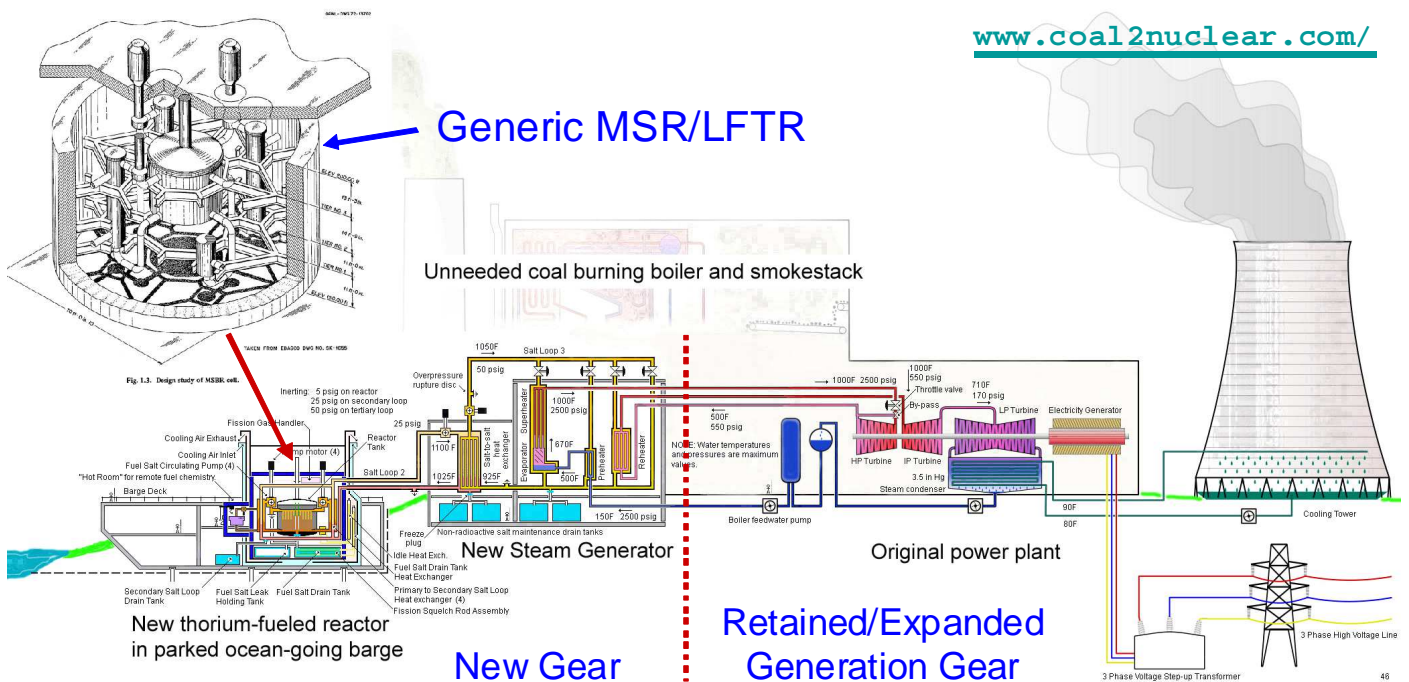 www.coal2nuclear.com/
Generic MSR/LFTR
Unneeded coal burning boiler and smokestack
TAKEN FROM EBASCO DWG NO. SK-1055
Fig. 1.3. Design study of MSBR cell.
Inerting: 5 psig on reactor
25 psig on secondary loop
50 psig on tertiary loop
Fission Gas Handler
Cooling Air Exhaust
Cooling Air Inlet
Pump motor (4)
Reactor
Tank
Fuel Salt Circulating Pump (4)
"Hot Room" for remote fuel chemistry
Barge Deck
Salt Loop 2
Overpressure
rupture disc
25 psig
1100 F
1025F
1050F
50 psig
Salt Loop 3
Salt-to-salt
heat
exchanger
925F
Superheater
Evaporator
1000F
2500 psig
670F
500F
Preheater
Reheater
150F 2500 psig
1000F 2500 psig
500F
550 psig
NOTE: Water temperatures
and pressures are maximum
values.
1000F
550 psig
Throttle valve
By-pass
710F
170 psig
LP Turbine
Electricity Generator
HP Turbine
IP Turbine
3.5 in Hg
Steam condenser
Boiler feedwater pump
90F
80F
Cooling Tower
Freeze
plug
Non-radioactive salt maintenance drain tanks
New Steam Generator
Original power plant
Idle Heat Exch.
Fuel Salt Drain Tank
Heat Exchanger
Primary to Secondary Salt Loop
Heat exchanger (4)
Fission Squelch Rod Assembly
Secondary Salt Loop
Drain Tank
Fuel Salt Leak
Holding Tank
Fuel Salt Drain Tank
New thorium-fueled reactor
in parked ocean-going barge
New Gear
Retained/Expanded
Generation Gear
3 Phase High Voltage Line
3 Phase Voltage Step-up Transformer
46